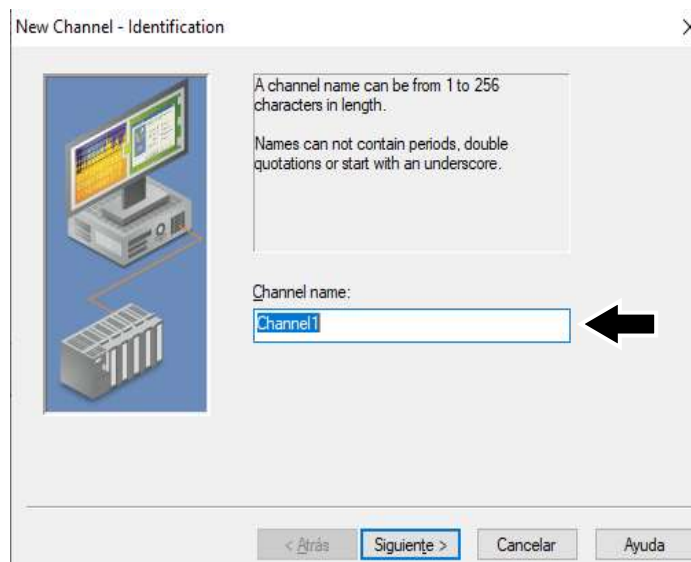 New Channel - Identification
A channel name can be from 1 to 256
characters in length.
Names can not contain periods, double
quotations or start with an underscore.
Channel name:
Channel1
< Atrás
Siguiente >
Cancelar
Ayuda